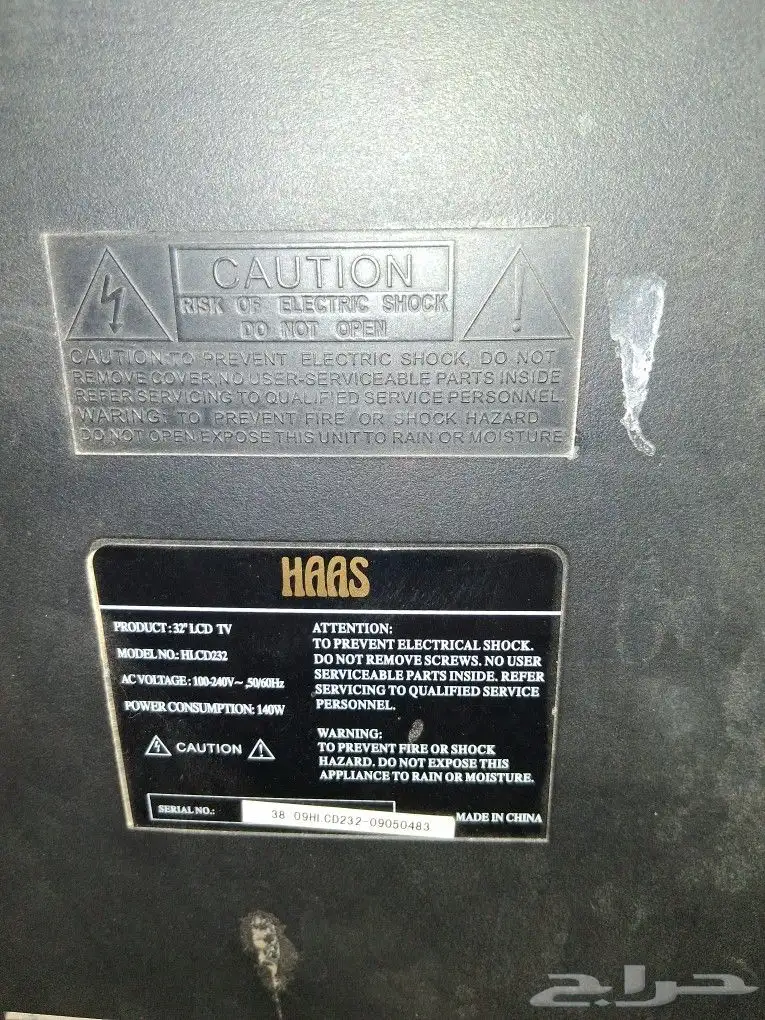 CAUTION
RISK OF ELECTRIC SHOCK
DO NOT OPEN
CAUTION:TO PREVENT ELECTRIC SHOCK, DO NOT
REMOVE COVER,NO USER-SERVICEABLE PARTS INSIDE
REFER SERVICING TO QUALIFIED SERVICE PERSONNEL.
WARING: TO PREVENT FIRE OR SHOCK HAZARD
DO NOT OPEN EXPOSE THIS UNIT TO RAIN OR MOISTURE
HAAS
PRODUCT: 32" LCD TV
MODEL NO.: HLCD232
AC VOLTAGE: 100-240V~,50/60Hz
POWER CONSUMPTION: 140W
CAUTION
ATTENTION:
TO PREVENT ELECTRICAL SHOCK.
DO NOT REMOVE SCREWS. NO USER
SERVICEABLE PARTS INSIDE. REFER
SERVICING TO QUALIFIED SERVICE
PERSONNEL.
WARNING:
TO PREVENT FIRE OR SHOCK
HAZARD. DO NOT EXPOSE THIS
APPLIANCE TO RAIN OR MOISTURE.
SERIAL NO.: 38 09HLCD232-09050483
MADE IN CHINA
حراج